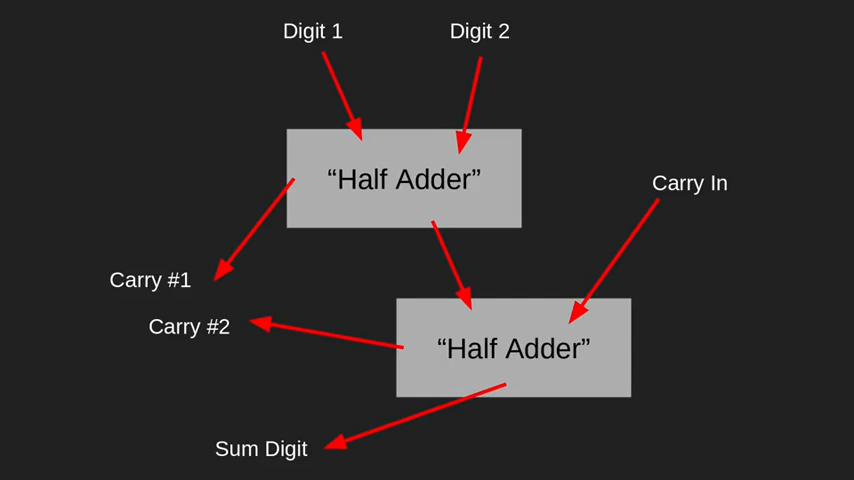 Digit 1
Digit 2
“Half Adder”
Carry In
Carry #1
Carry #2
“Half Adder”
Sum Digit